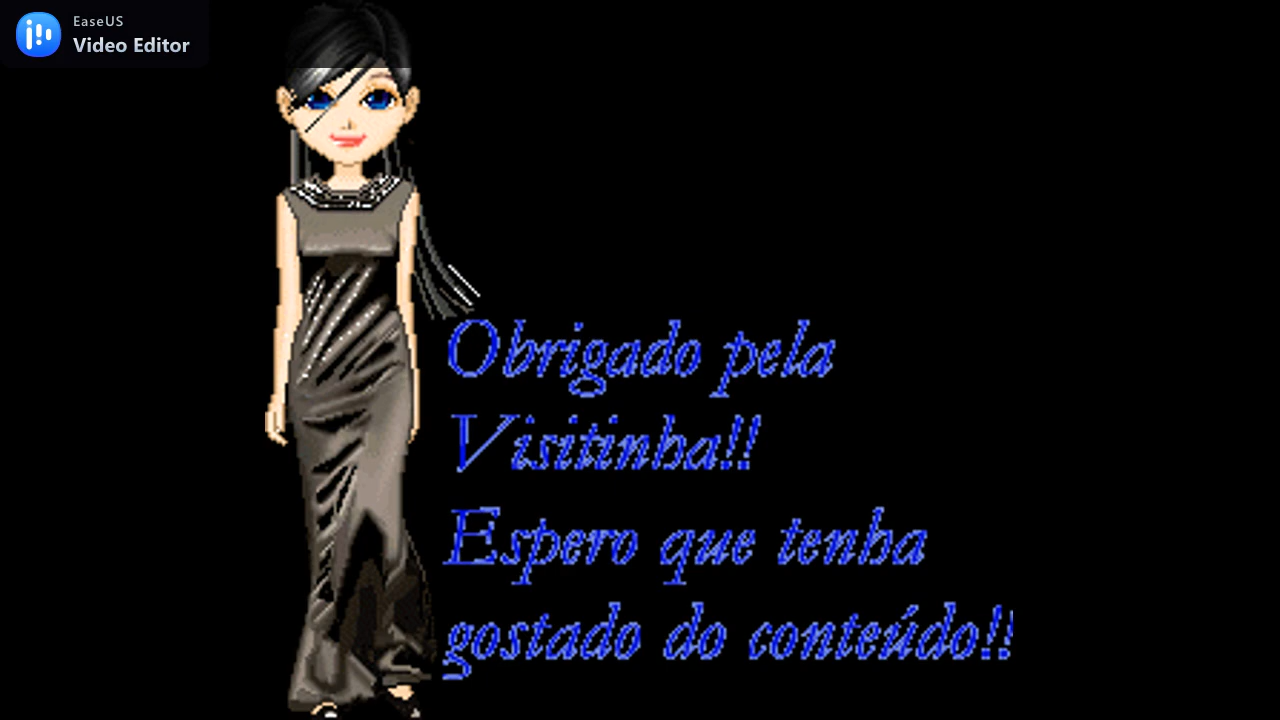 EaseUS
Video Editor
Obrigado pela
Visitinha!!
Espero que tenha
gostado do conteúdo!!